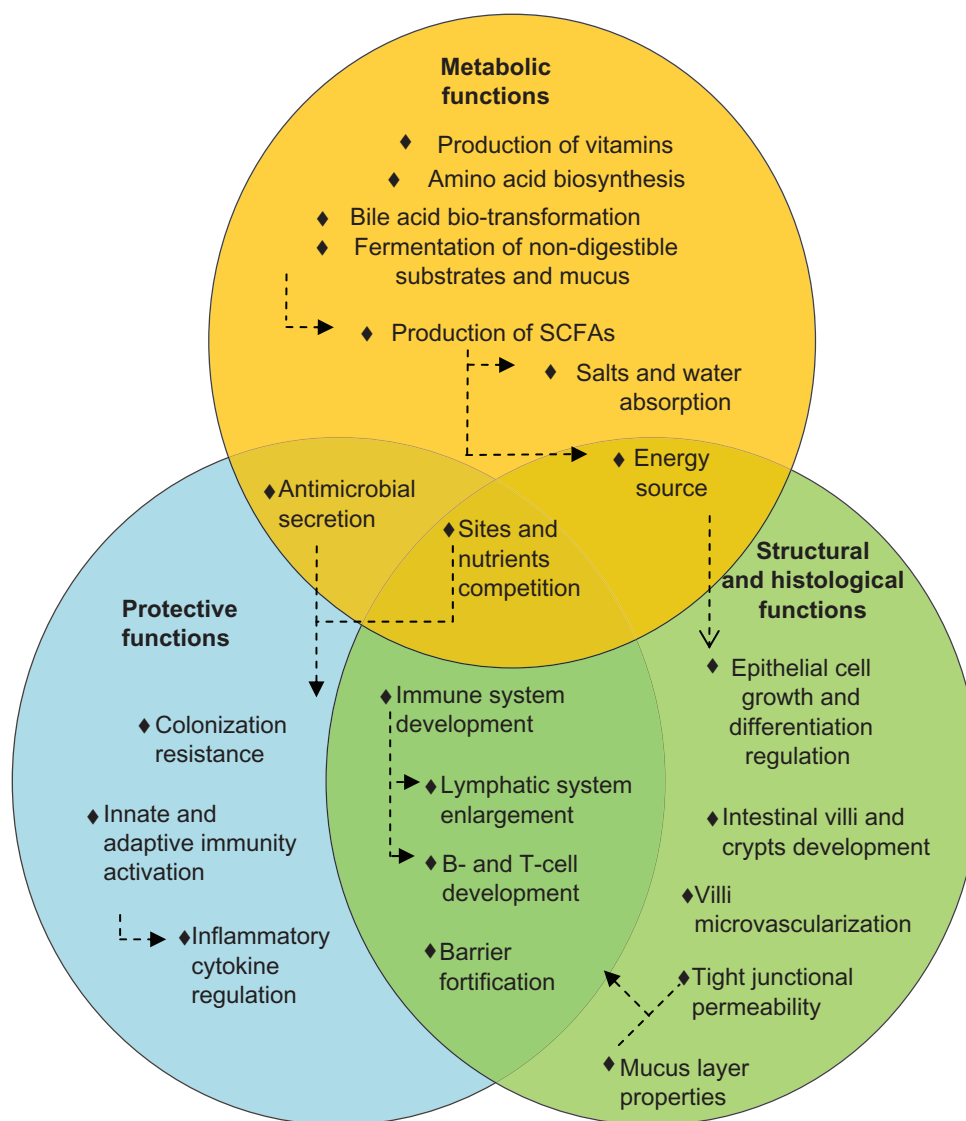 Metabolic
functions
♦ Production of vitamins
♦ Amino acid biosynthesis
♦ Bile acid bio-transformation
♦ Fermentation of non-digestible
substrates and mucus
♦ Production of SCFAs
♦ Salts and water
absorption
♦ Energy
source
♦ Antimicrobial
secretion
♦ Sites and
nutrients
competition
Structural
and histological
functions
Protective
functions
♦ Colonization
resistance
♦ Innate and
adaptive immunity
activation
♦ Inflammatory
cytokine
regulation
♦ Immune system
development
♦ Lymphatic system
enlargement
♦ B- and T-cell
development
♦ Barrier
fortification
♦ Epithelial cell
growth and
differentiation
regulation
♦ Intestinal villi and
crypts development
♦ Villi
microvascularization
♦ Tight junctional
permeability
♦ Mucus layer
properties